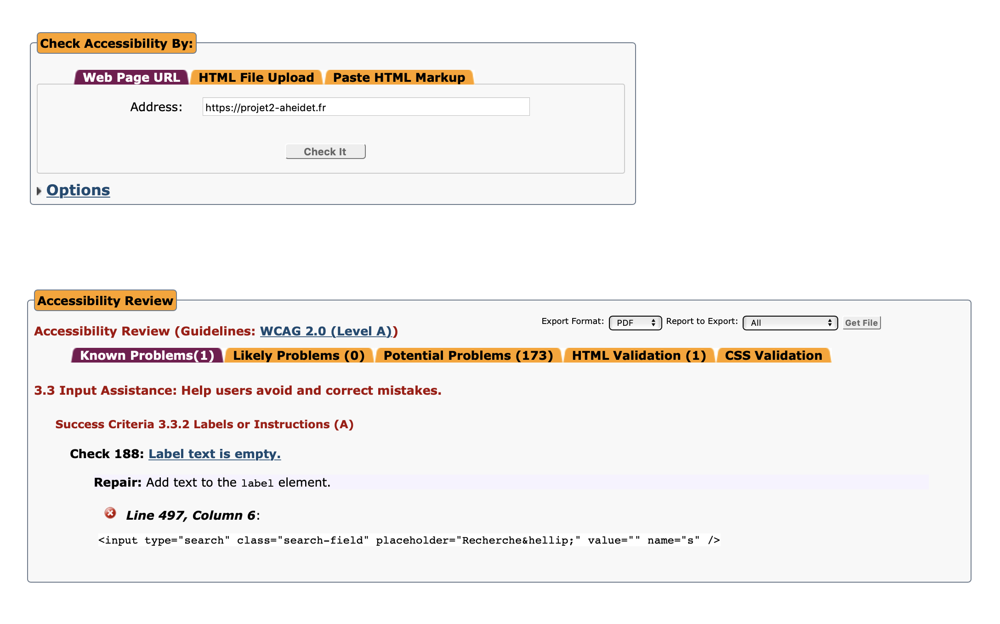 Check Accessibility By:
Web Page URL HTML File Upload Paste HTML Markup
Address: https://projet2-aheidet.fr
Check It
Options
Accessibility Review
Export Format: PDF Report to Export: All Get File
Accessibility Review (Guidelines: WCAG 2.0 (Level A))
Known Problems(1) Likely Problems (0) Potential Problems (173) HTML Validation (1) CSS Validation
3.3 Input Assistance: Help users avoid and correct mistakes.
Success Criteria 3.3.2 Labels or Instructions (A)
Check 188: Label text is empty.
Repair: Add text to the label element.
Line 497, Column 6:
<input type="search" class="search-field" placeholder="Recherche&hellip;" value="" name="s" />